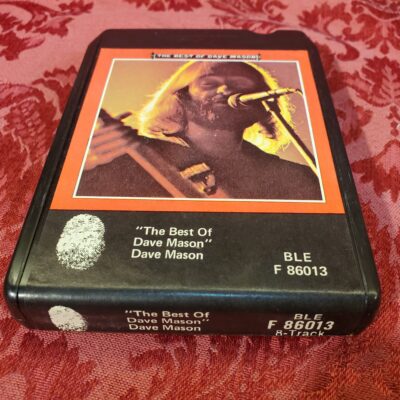 THE BEST OF DAVE MASON
"The Best Of
Dave Mason"
Dave Mason
BLE
F 86013
"The Best Of
Dave Mason"
Dave Mason
BLE
F 86013
8-Track